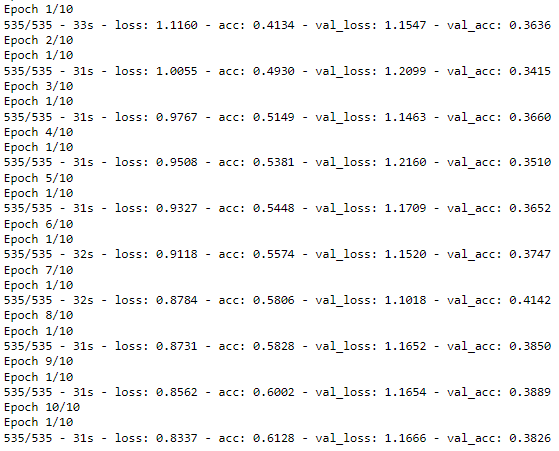 Epoch 1/10
535/535 - 33s - loss: 1.1160 - acc: 0.4134 - val_loss: 1.1547 - val_acc: 0.3636
Epoch 2/10
Epoch 1/10
535/535 - 31s - loss: 1.0055 - acc: 0.4930 - val_loss: 1.2099 - val_acc: 0.3415
Epoch 3/10
Epoch 1/10
535/535 - 31s - loss: 0.9767 - acc: 0.5149 - val_loss: 1.1463 - val_acc: 0.3660
Epoch 4/10
Epoch 1/10
535/535 - 31s - loss: 0.9508 - acc: 0.5381 - val_loss: 1.2160 - val_acc: 0.3510
Epoch 5/10
Epoch 1/10
535/535 - 31s - loss: 0.9327 - acc: 0.5448 - val_loss: 1.1709 - val_acc: 0.3652
Epoch 6/10
Epoch 1/10
535/535 - 32s - loss: 0.9118 - acc: 0.5574 - val_loss: 1.1520 - val_acc: 0.3747
Epoch 7/10
Epoch 1/10
535/535 - 32s - loss: 0.8784 - acc: 0.5806 - val_loss: 1.1018 - val_acc: 0.4142
Epoch 8/10
Epoch 1/10
535/535 - 31s - loss: 0.8731 - acc: 0.5828 - val_loss: 1.1652 - val_acc: 0.3850
Epoch 9/10
Epoch 1/10
535/535 - 31s - loss: 0.8562 - acc: 0.6002 - val_loss: 1.1654 - val_acc: 0.3889
Epoch 10/10
Epoch 1/10
535/535 - 31s - loss: 0.8337 - acc: 0.6128 - val_loss: 1.1666 - val_acc: 0.3826